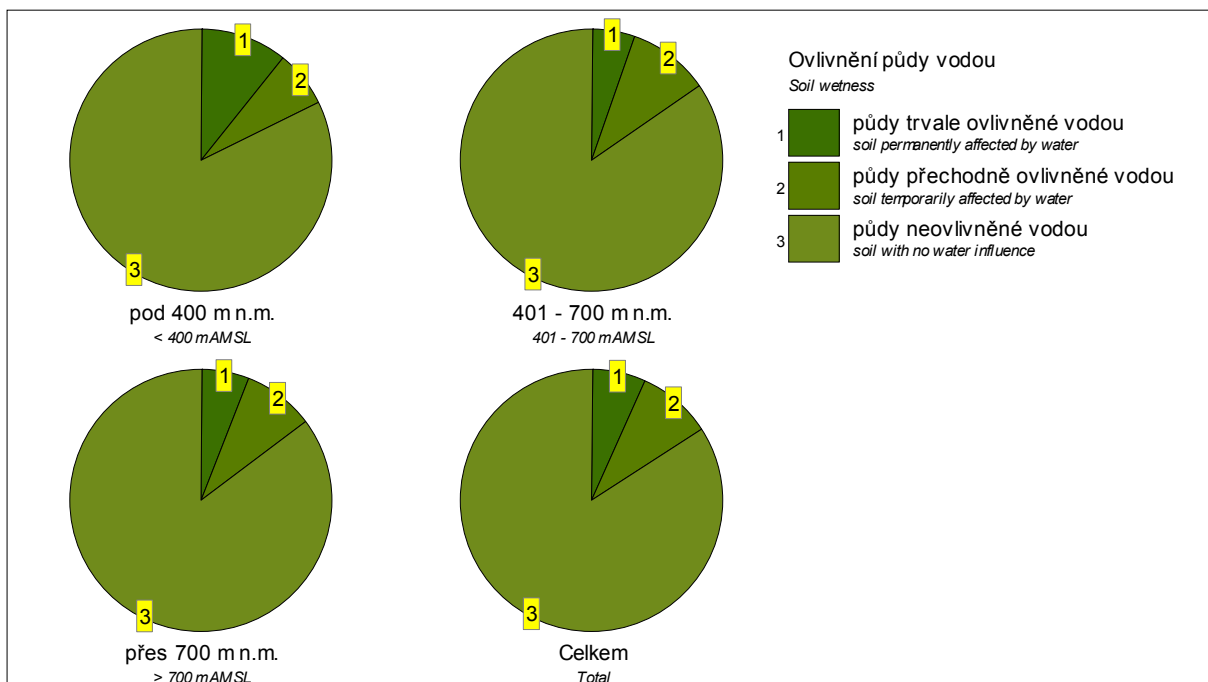 1
2
3
pod 400 m n.m.
< 400 mAMSL
1
2
3
401 - 700 m n.m.
401 - 700 mAMSL
Ovlivnění půdy vodou
Soil wetness
1 půdy trvale ovlivněné vodou
soil permanently affected by water
2 půdy přechodně ovlivněné vodou
soil temporarily affected by water
3 půdy neovlivněné vodou
soil with no water influence
1
2
3
přes 700 m n.m.
> 700 mAMSL
1
2
3
Celkem
Total